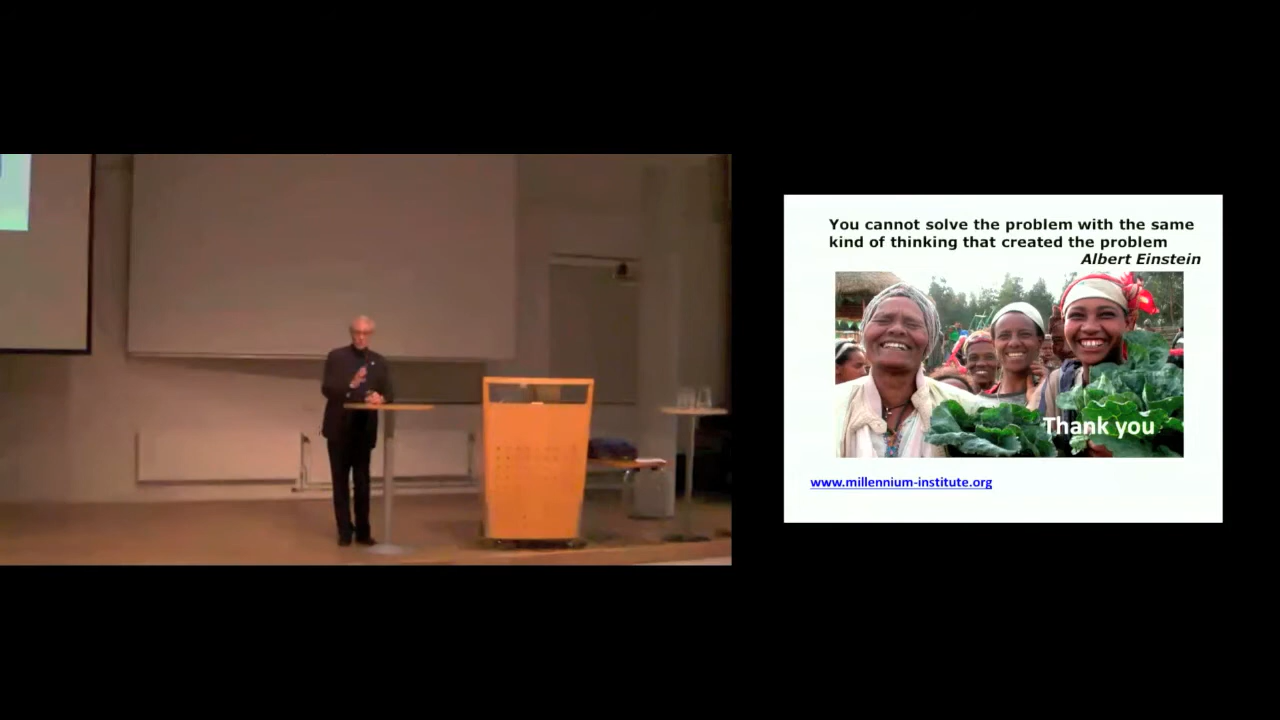 You cannot solve the problem with the same
kind of thinking that created the problem
Albert Einstein
Thank you
www.millennium-institute.org